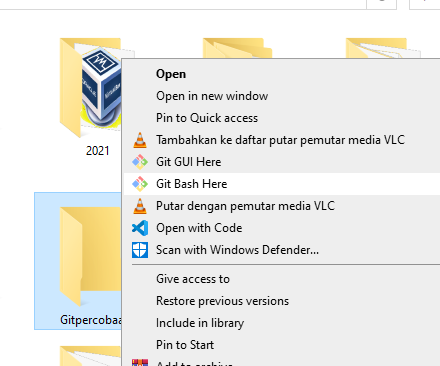 2021
Gitpercobaa
Open
Open in new window
Pin to Quick access
Tambahkan ke daftar putar pemutar media VLC
Git GUI Here
Git Bash Here
Putar dengan pemutar media VLC
Open with Code
Scan with Windows Defender...
Give access to
Restore previous versions
Include in library
Pin to Start
Add to archive